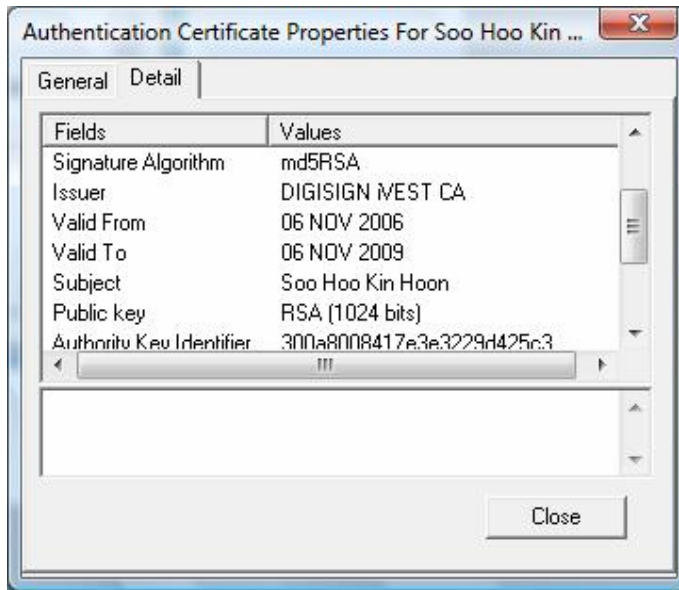 Authentication Certificate Properties For Soo Hoo Kin ...
General Detail
Fields Values
Signature Algorithm md5RSA
Issuer DIGISIGN iVEST CA
Valid From 06 NOV 2006
Valid To 06 NOV 2009
Subject Soo Hoo Kin Hoon
Public key RSA (1024 bits)
Authority Key Identifier 300a8008417e3e3229d425c3
Close